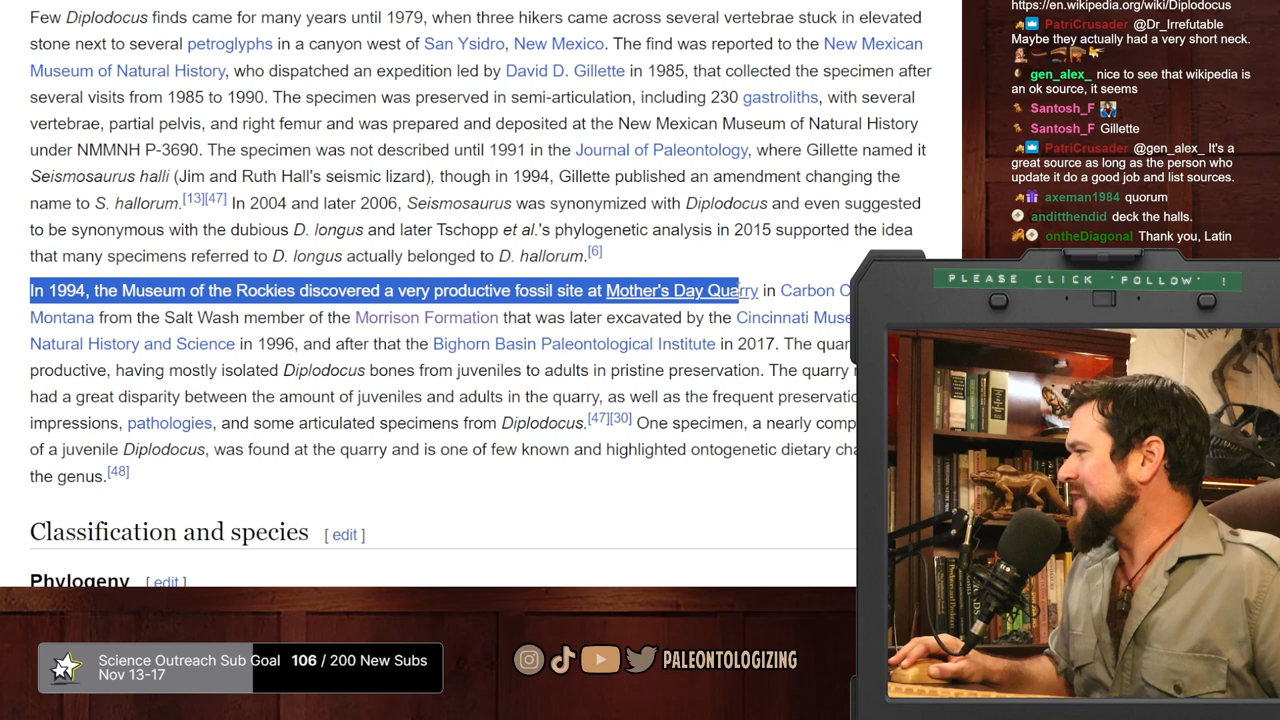 Few Diplodocus finds came for many years until 1979, when three hikers came across several vertebrae stuck in elevated
stone next to several petroglyphs in a canyon west of San Ysidro, New Mexico. The find was reported to the New Mexican
Museum of Natural History, who dispatched an expedition led by David D. Gillette in 1985, that collected the specimen after
several visits from 1985 to 1990. The specimen was preserved in semi-articulation, including 230 gastroliths, with several
vertebrae, partial pelvis, and right femur and was prepared and deposited at the New Mexican Museum of Natural History
under NMMNH P-3690. The specimen was not described until 1991 in the Journal of Paleontology, where Gillette named it
Seismosaurus halli (Jim and Ruth Hall's seismic lizard), though in 1994, Gillette published an amendment changing the
name to S. hallorum.[13][47] In 2004 and later 2006, Seismosaurus was synonymized with Diplodocus and even suggested
to be synonymous with the dubious D. longus and later Tschopp et al.'s phylogenetic analysis in 2015 supported the idea
that many specimens referred to D. longus actually belonged to D. hallorum.[6]
In 1994, the Museum of the Rockies discovered a very productive fossil site at Mother's Day Quarry in Carbon
Montana from the Salt Wash member of the Morrison Formation that was later excavated by the Cincinnati
Natural History and Science in 1996, and after that the Bighorn Basin Paleontological Institute in 2017. The
productive, having mostly isolated Diplodocus bones from juveniles to adults in pristine preservation. The quarry
had a great disparity between the amount of juveniles and adults in the quarry, as well as the frequent
impressions, pathologies, and some articulated specimens from Diplodocus.[47][30] One specimen, a nearly
of a juvenile Diplodocus, was found at the quarry and is one of few known and highlighted ontogenetic dietary
the genus.[48]
Classification and species [ edit ]
Phylogeny [ edit ]
https://en.wikipedia.org/wiki/Diplodocus
PatriCrusader @Dr_Irrefutable
Maybe they actually had a very short neck.
gen_alex_ nice to see that wikipedia is
an ok source, it seems
Santosh_F
Santosh_F Gillette
PatriCrusader @gen_alex_ It's a
great source as long as the person who
update it do a good job and list sources.
axeman1984 quorum
anditthendid deck the halls.
ontheDiagonal Thank you, Latin
PLEASE CLICK 'FOLLOW' !
Science Outreach Sub Goal 106 / 200 New Subs
Nov 13-17
PALEONTOLOGIZING